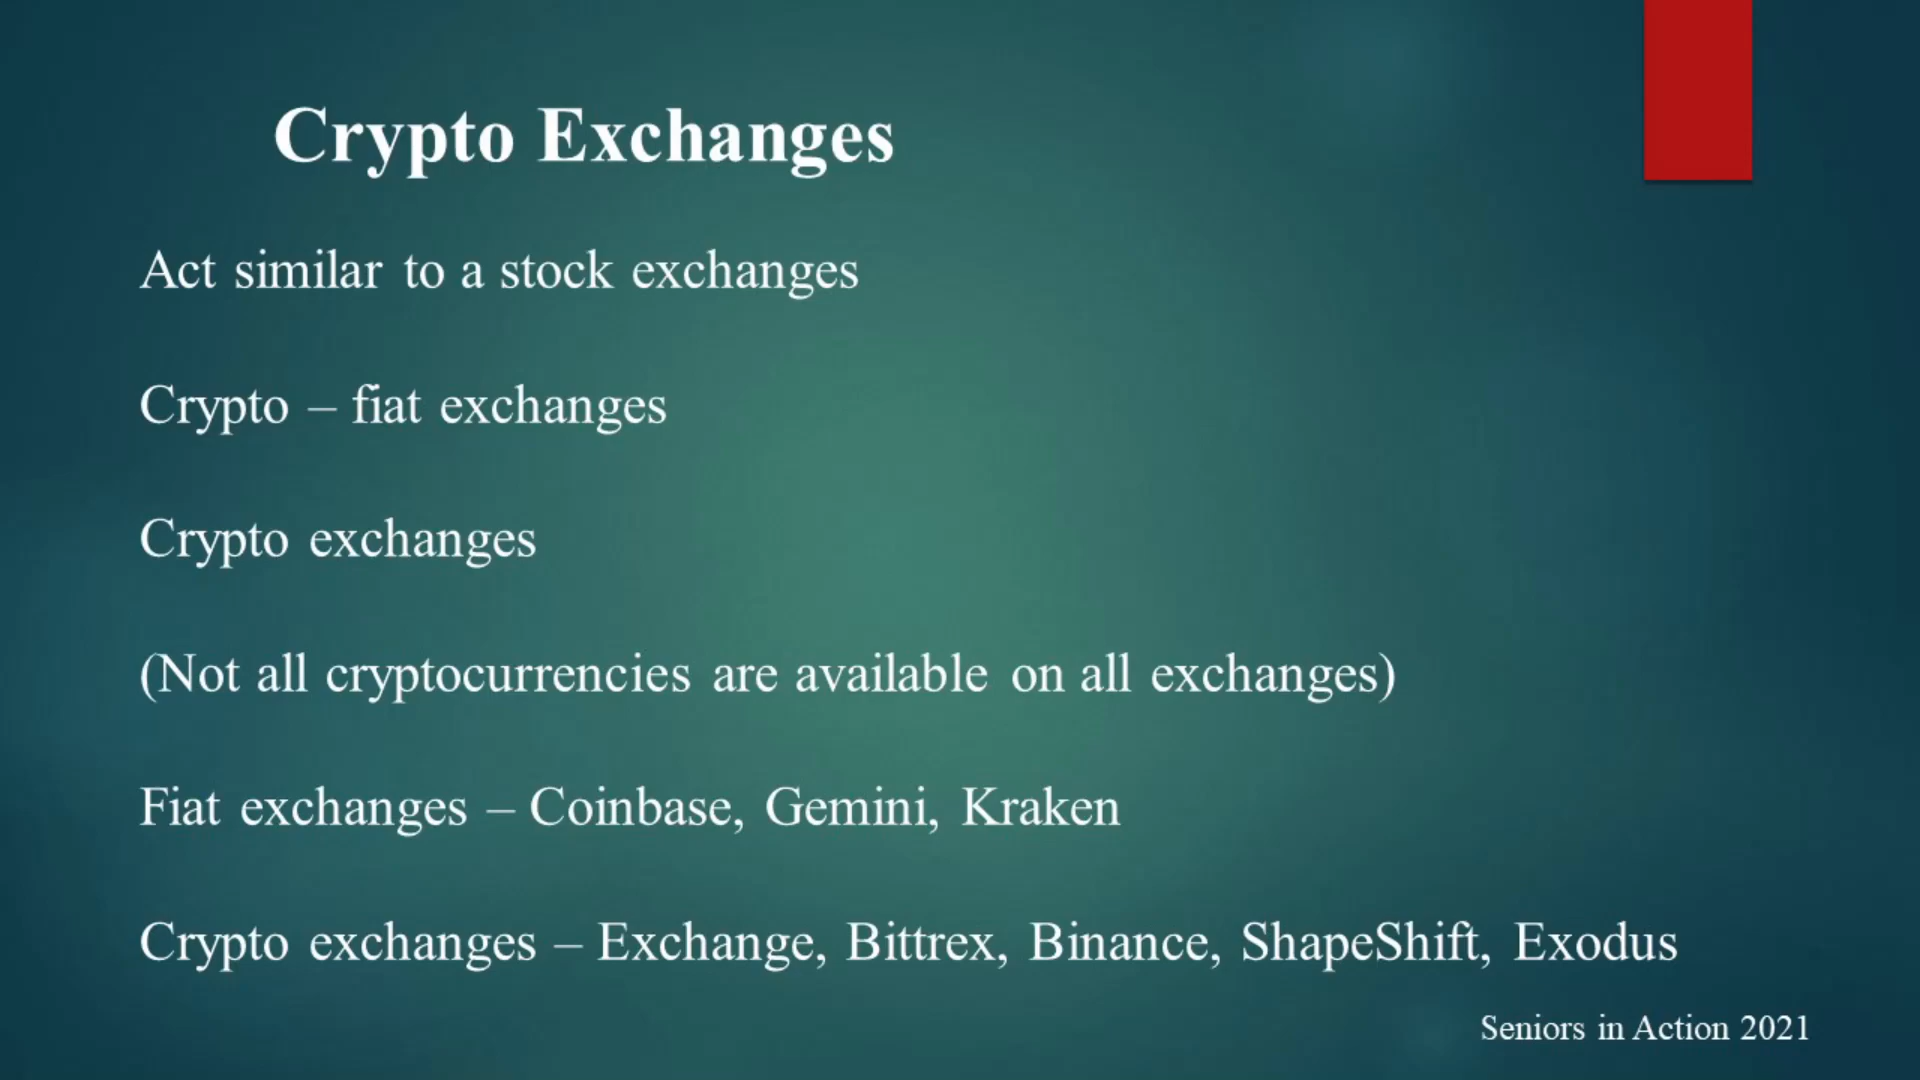 Crypto Exchanges
Act similar to a stock exchanges
Crypto – fiat exchanges
Crypto exchanges
(Not all cryptocurrencies are available on all exchanges)
Fiat exchanges – Coinbase, Gemini, Kraken
Crypto exchanges – Exchange, Bittrex, Binance, ShapeShift, Exodus
Seniors in Action 2021